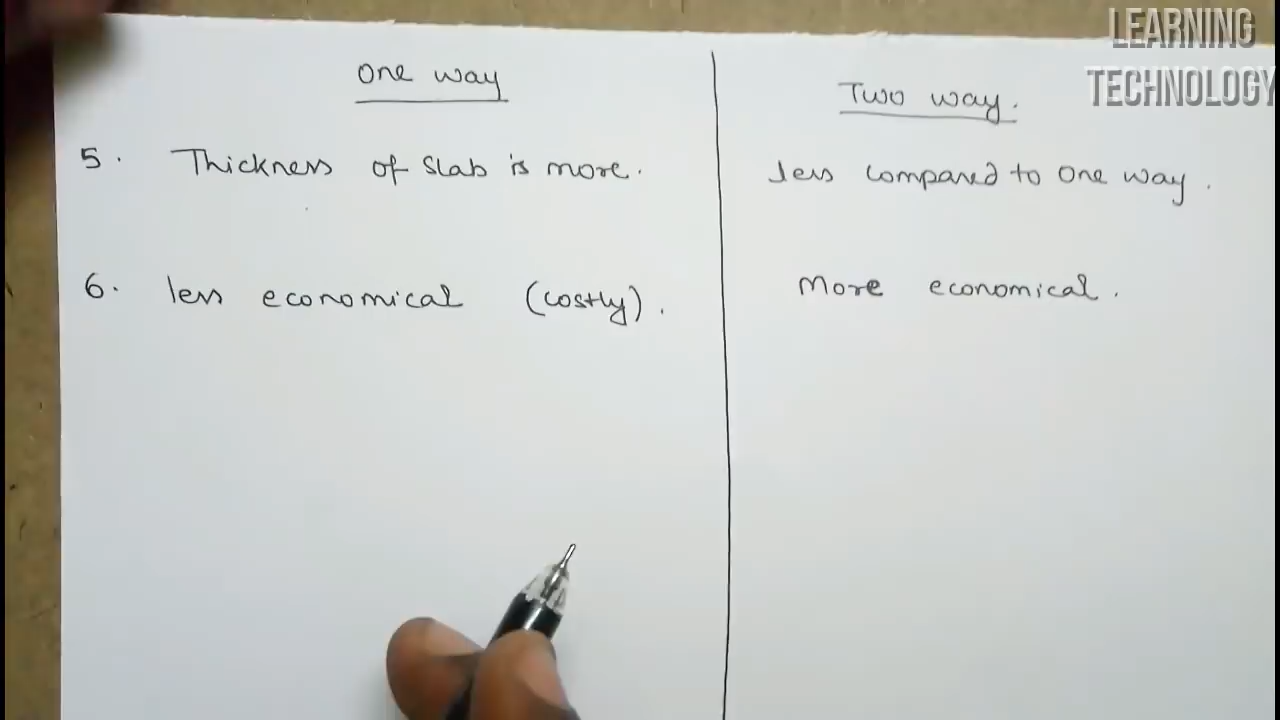 LEARNING
TECHNOLOGY
one way
Two way.
5. Thickness of slab is more.
less compared to one way.
6. less economical (costly).
More economical.